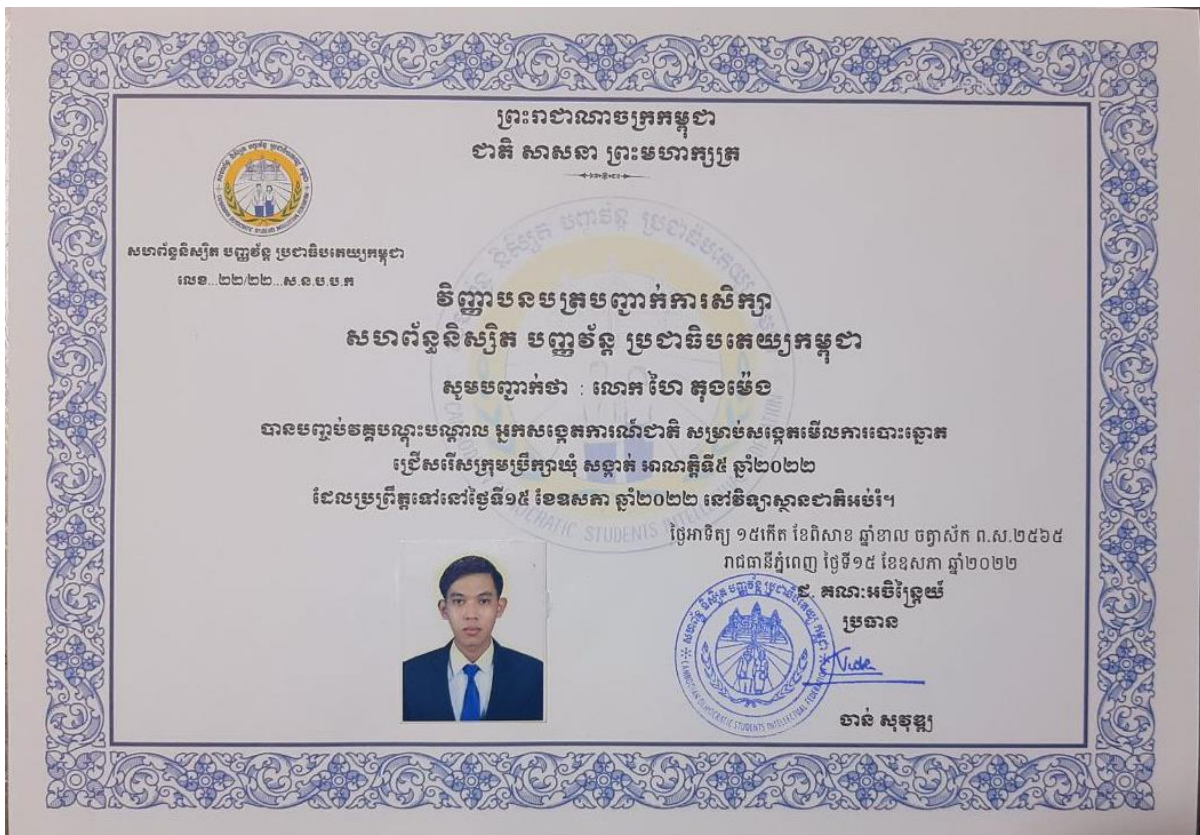 ព្រះរាជាណាចក្រកម្ពុជា
ជាតិ សាសនា ព្រះមហាក្សត្រ
សហព័ន្ធនិស្សិត បញ្ញវ័ន្ត ប្រជាធិបតេយ្យកម្ពុជា
លេខ...២២/២២...ស.ន.ប.ប.ក
វិញ្ញាបនបត្របញ្ជាក់ការសិក្សា
សហព័ន្ធនិស្សិត បញ្ញវ័ន្ត ប្រជាធិបតេយ្យកម្ពុជា
សូមបញ្ជាក់ថា : លោក ហៃ តុងម៉េង
បានបញ្ចប់វគ្គបណ្តុះបណ្តាល អ្នកសង្កេតការណ៍ជាតិ សម្រាប់សង្កេតមើលការបោះឆ្នោត
ជ្រើសរើសក្រុមប្រឹក្សាឃុំ សង្កាត់ អាណត្តិទី៥ ឆ្នាំ២០២២
ដែលប្រព្រឹត្តទៅនៅថ្ងៃទី១៥ ខែឧសភា ឆ្នាំ២០២២ នៅវិទ្យាស្ថានជាតិអប់រំ។
ថ្ងៃអាទិត្យ ១៥កើត ខែពិសាខ ឆ្នាំខាល ចត្វាស័ក ព.ស.២៥៦៥
រាជធានីភ្នំពេញ ថ្ងៃទី១៥ ខែឧសភា ឆ្នាំ២០២២
ជ. គណៈអចិន្ត្រៃយ៍
ប្រធាន
ចាន់ សុវុឌ្ឍ